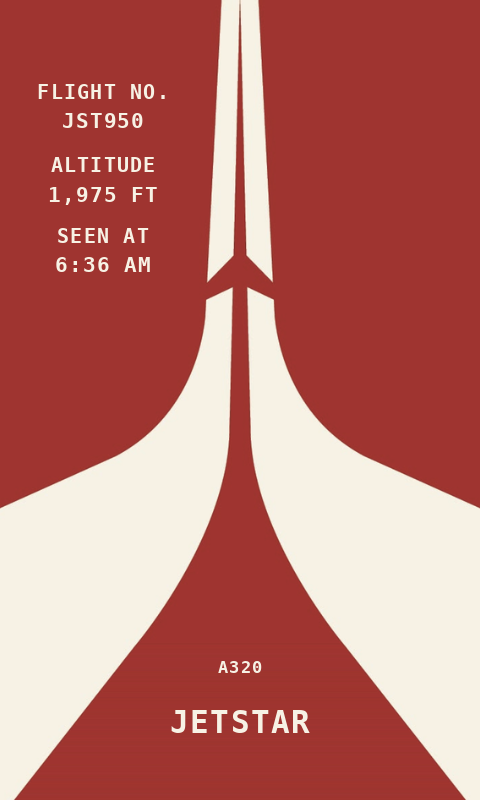 FLIGHT NO.
JST950
ALTITUDE
1,975 FT
SEEN AT
6:36 AM
A320
JETSTAR